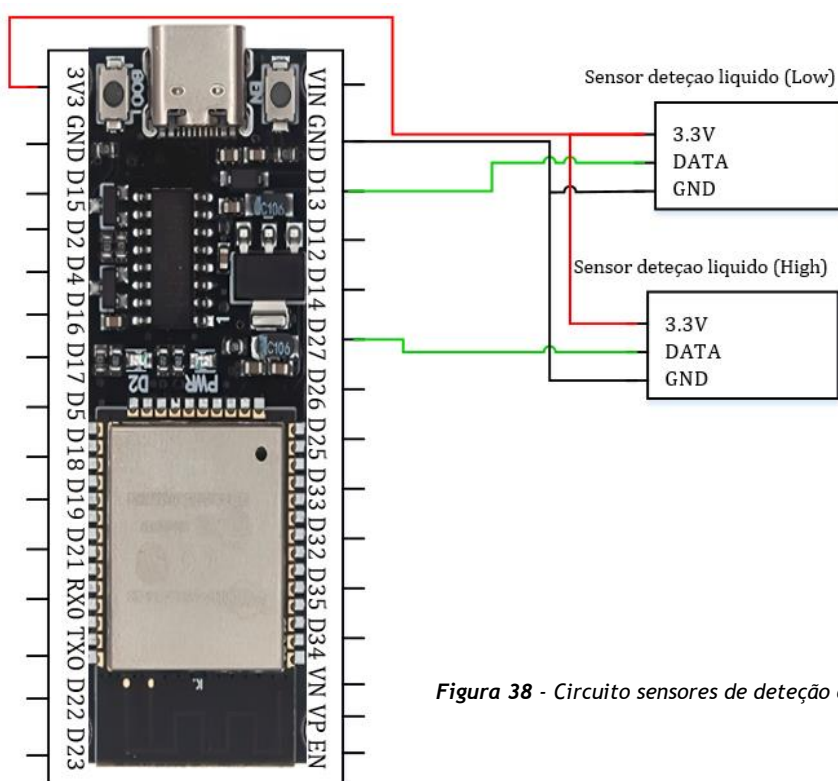 3V3
GND
D15
D2
D4
D16
D17
D5
D18
D19
D21
RX0
TX0
D22
D23
BOO
EN
C106
1
C106
D2
PWR
VIN
GND
D13
D12
D14
D27
D26
D25
D33
D32
D35
D34
VN
VP
EN
Sensor deteçao liquido (Low)
3.3V
DATA
GND
Sensor deteçao liquido (High)
3.3V
DATA
GND
Figura 38 - Circuito sensores de deteção